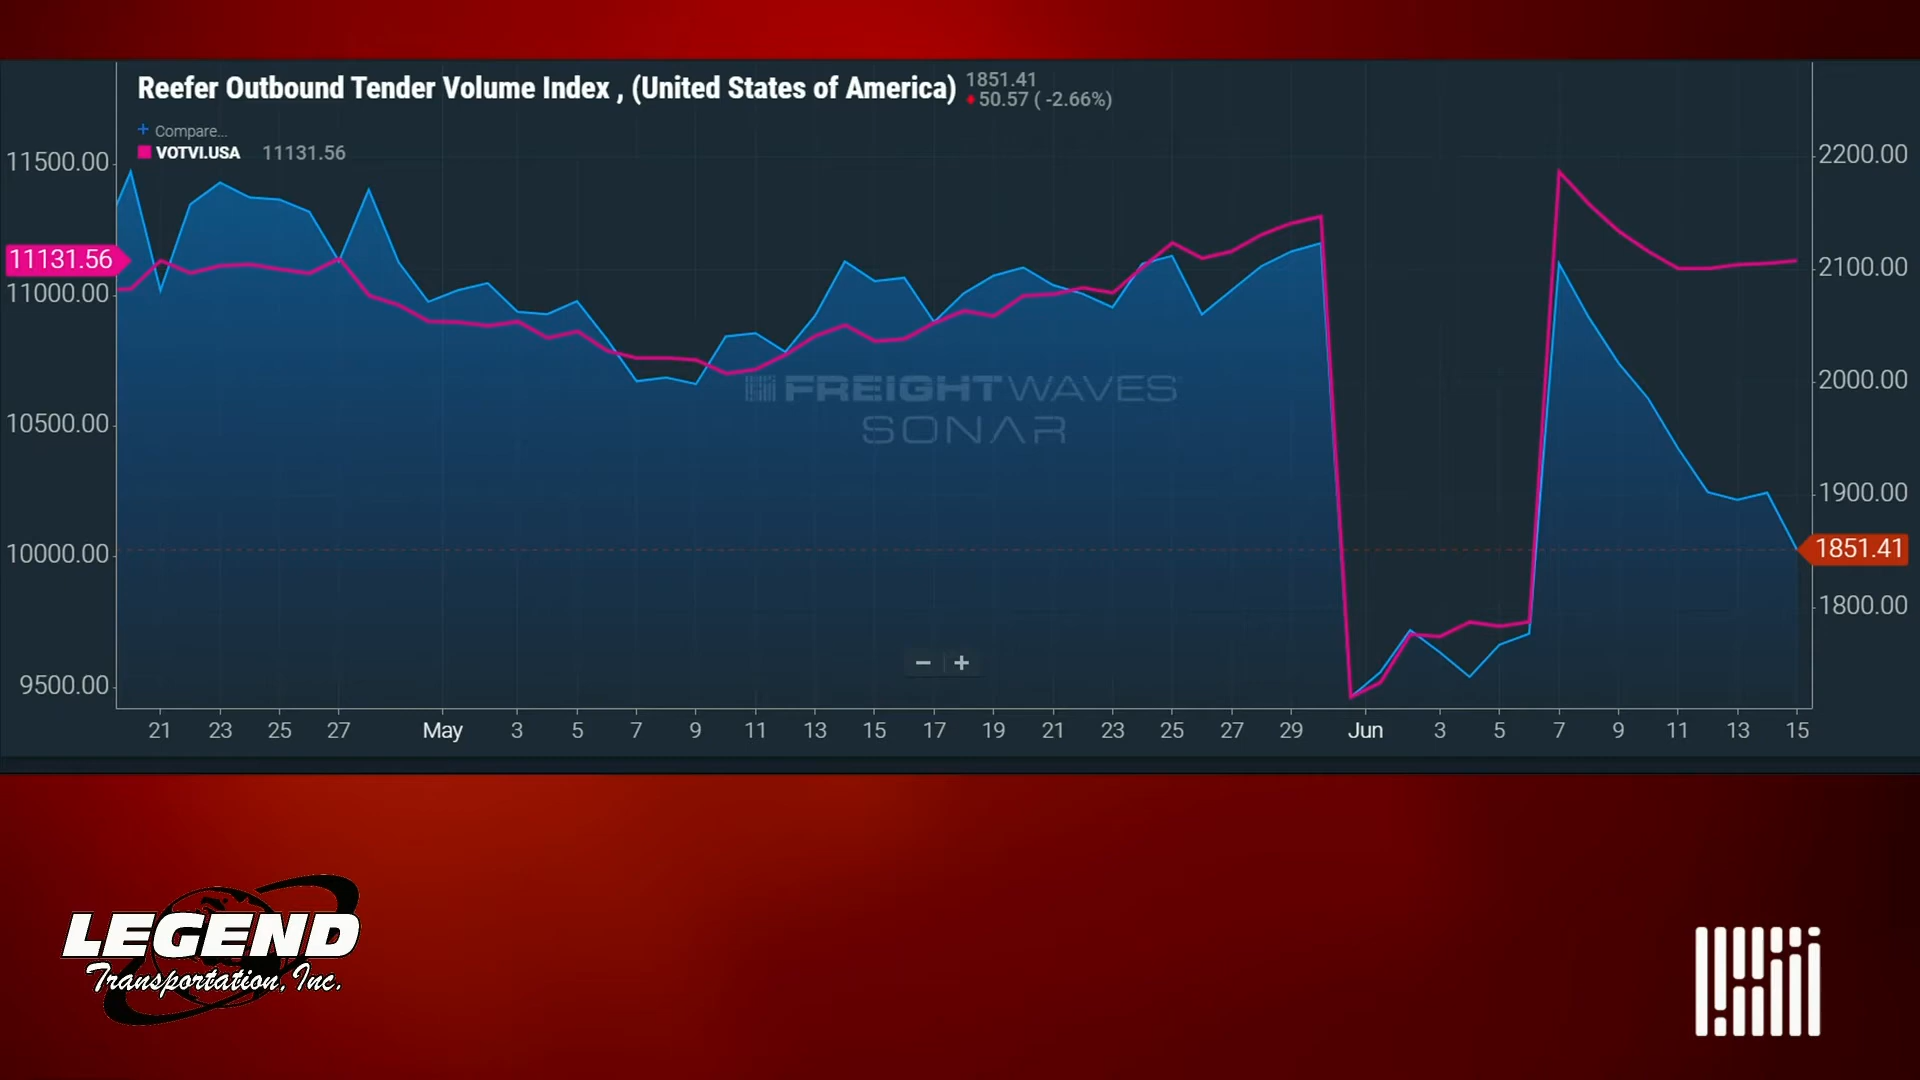 Reefer Outbound Tender Volume Index , (United States of America) 1851.41
50.57 ( -2.66%)
+ Compare...
VOTVI.USA 11131.56
11500.00
11131.56
11000.00
10500.00
10000.00
9500.00
2200.00
2100.00
2000.00
1900.00
1851.41
1800.00
FREIGHTWAVES
SONAR
− +
21 23 25 27 May 3 5 7 9 11 13 15 17 19 21 23 25 27 29 Jun 3 5 7 9 11 13 15
LEGEND
Transportation, Inc.